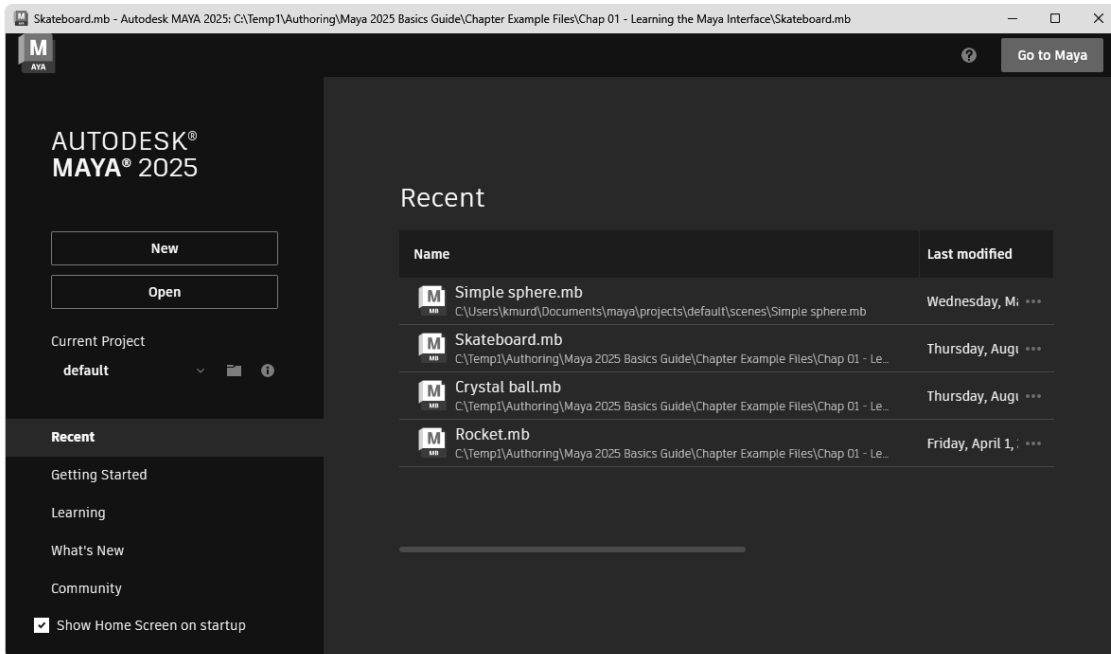 Skateboard.mb - Autodesk MAYA 2025: C:\Temp1\Authoring\Maya 2025 Basics Guide\Chapter Example Files\Chap 01 - Learning the Maya Interface\Skateboard.mb
M
AYA
Go to Maya
AUTODESK®
MAYA® 2025
New
Open
Current Project
default
Recent
Getting Started
Learning
What's New
Community
Show Home Screen on startup
Recent
Name Last modified
Simple sphere.mb
C:\Users\kmurd\Documents\maya\projects\default\scenes\Simple sphere.mb
Wednesday, Ma
Skateboard.mb
C:\Temp1\Authoring\Maya 2025 Basics Guide\Chapter Example Files\Chap 01 - Le...
Thursday, Augu
Crystal ball.mb
C:\Temp1\Authoring\Maya 2025 Basics Guide\Chapter Example Files\Chap 01 - Le...
Thursday, Augu
Rocket.mb
C:\Temp1\Authoring\Maya 2025 Basics Guide\Chapter Example Files\Chap 01 - Le...
Friday, April 1,